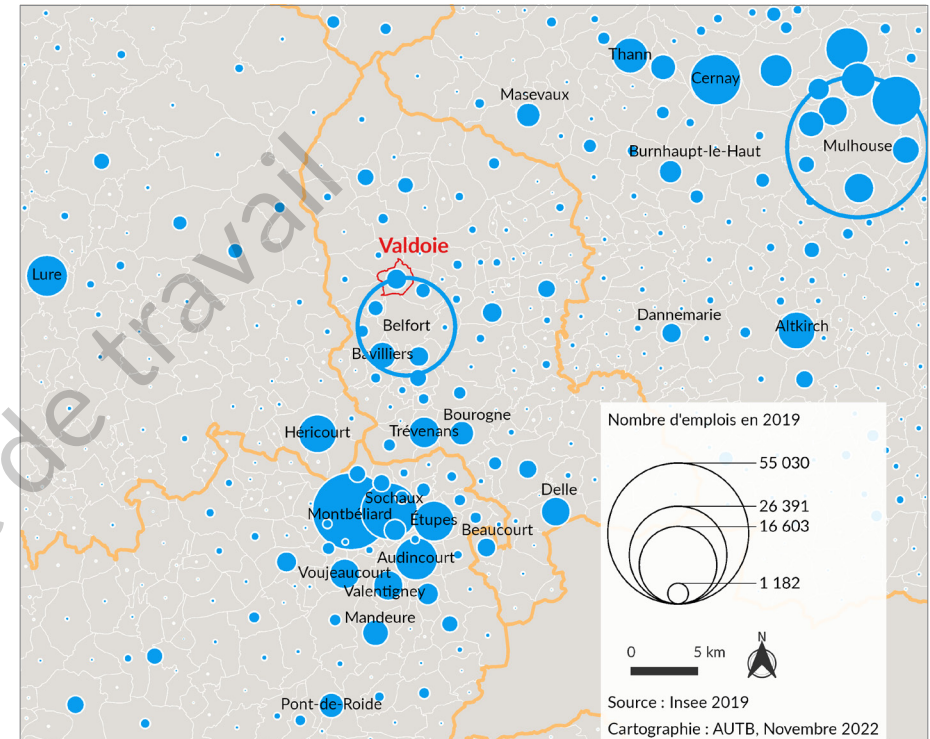 Thann
Cernay
Masevaux
Mulhouse
Burnhaupt-le-Haut
Valdoie
Lure
Dannemarie
Belfort
Altkirch
Bavilliers
Bourogne
Héricourt
Trévenans
Delle
Sochaux
Montbéliard
Étupes
Beaucourt
Audincourt
Voujeaucourt
Valentigney
Mandeure
Pont-de-Roide
de travail
Nombre d'emplois en 2019
55 030
26 391
16 603
1 182
0 5 km
N
Source : Insee 2019
Cartographie : AUTB, Novembre 2022